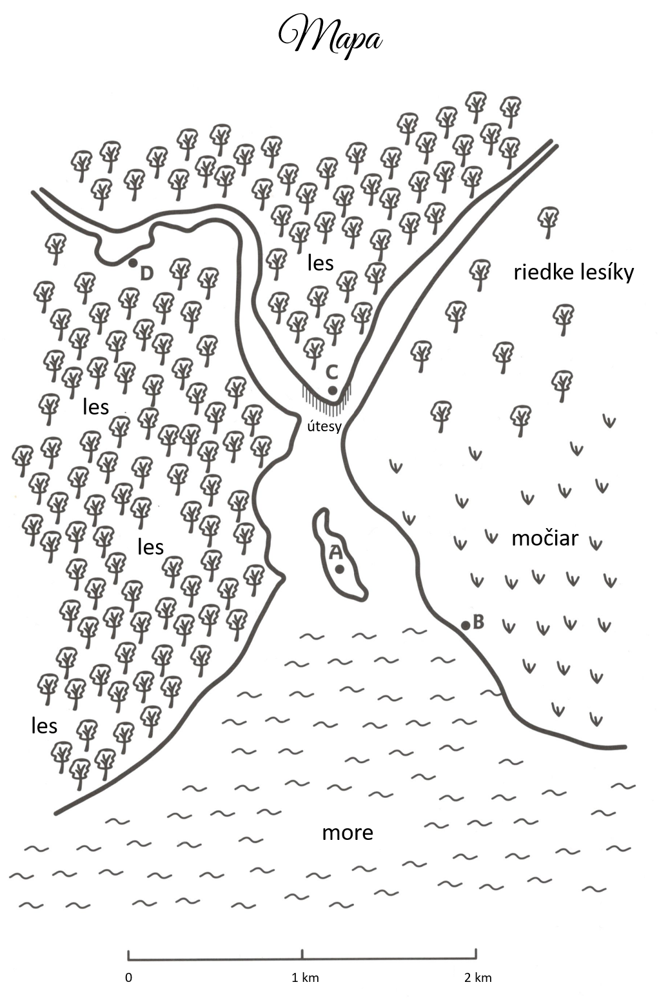 Mapa
les
riedke lesíky
D
C
les
útesy
močiar
les
A
B
les
more
0
1 km
2 km